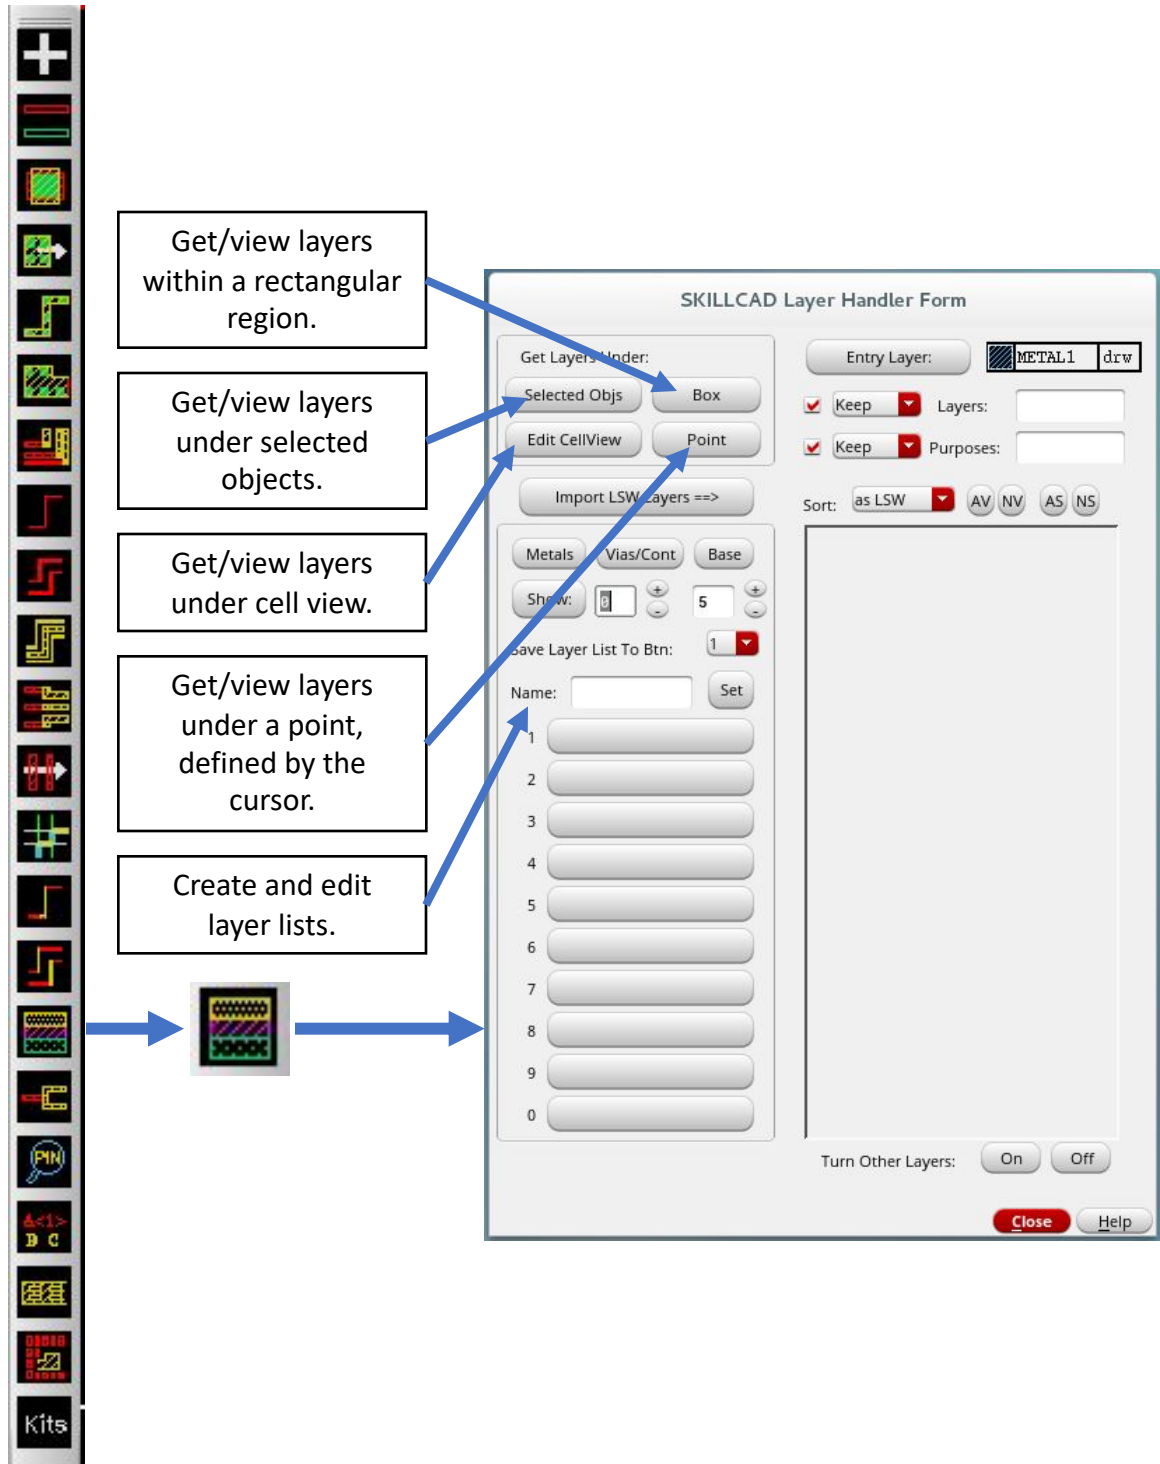 Get/view layers
within a rectangular
region.
Get/view layers
under selected
objects.
Get/view layers
under cell view.
Get/view layers
under a point,
defined by the
cursor.
Create and edit
layer lists.
SKILLCAD Layer Handler Form
Get Layers Under:
Selected Objs Box
Edit CellView Point
Import LSW Layers ==>
Metals Vias/Cont Base
Show: 0 + - 5 + -
Save Layer List To Btn: 1
Name: Set
1
2
3
4
5
6
7
8
9
0
Entry Layer: METAL1 drw
Keep Layers:
Keep Purposes:
Sort: as LSW AV NV AS NS
Turn Other Layers: On Off
Close Help
PIN
A<1>
B C
Kits